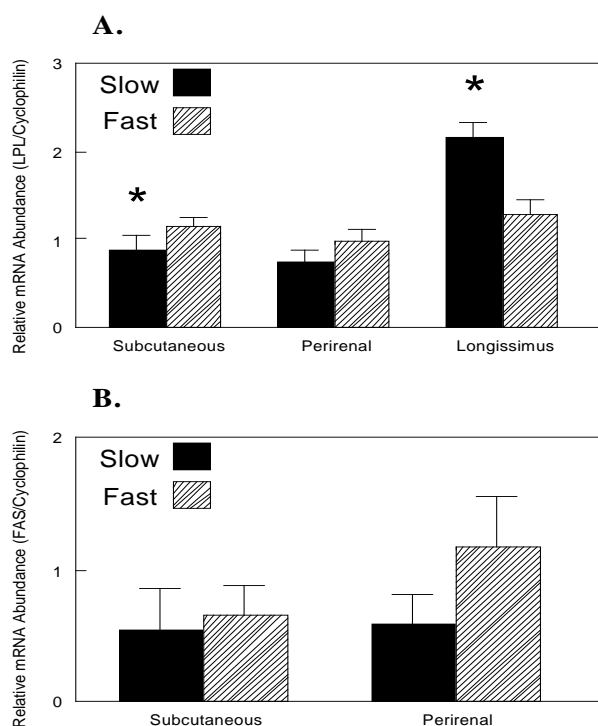 A.
Relative mRNA Abundance (LPL/Cyclophilin)
3
2
1
0
Slow
Fast
*
*
Subcutaneous Perirenal Longissimus
B.
Relative mRNA Abundance (FAS/Cyclophilin)
2
1
0
Slow
Fast
Subcutaneous Perirenal